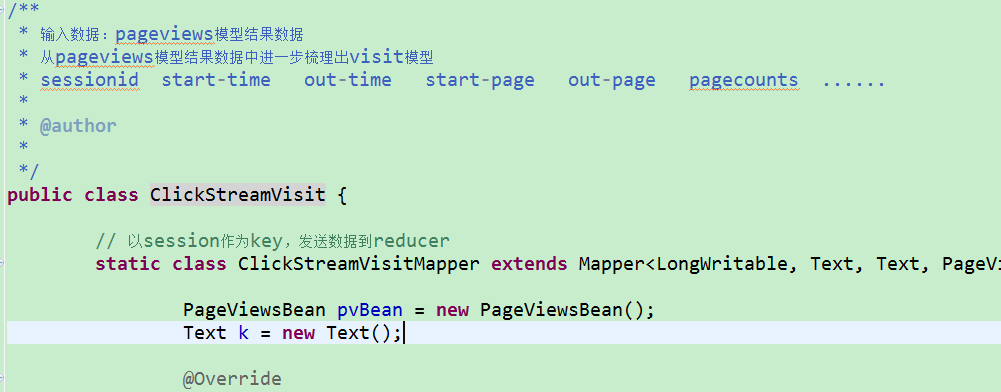 /**
 * 输入数据：pageviews模型结果数据
 * 从pageviews模型结果数据中进一步梳理出visit模型
 * sessionid  start-time   out-time   start-page   out-page   pagecounts  ......
 *
 * @author
 *
 */
public class ClickStreamVisit {
// 以session作为key，发送数据到reducer
static class ClickStreamVisitMapper extends Mapper<LongWritable, Text, Text, PageVi
PageViewsBean pvBean = new PageViewsBean();
Text k = new Text();
@Override